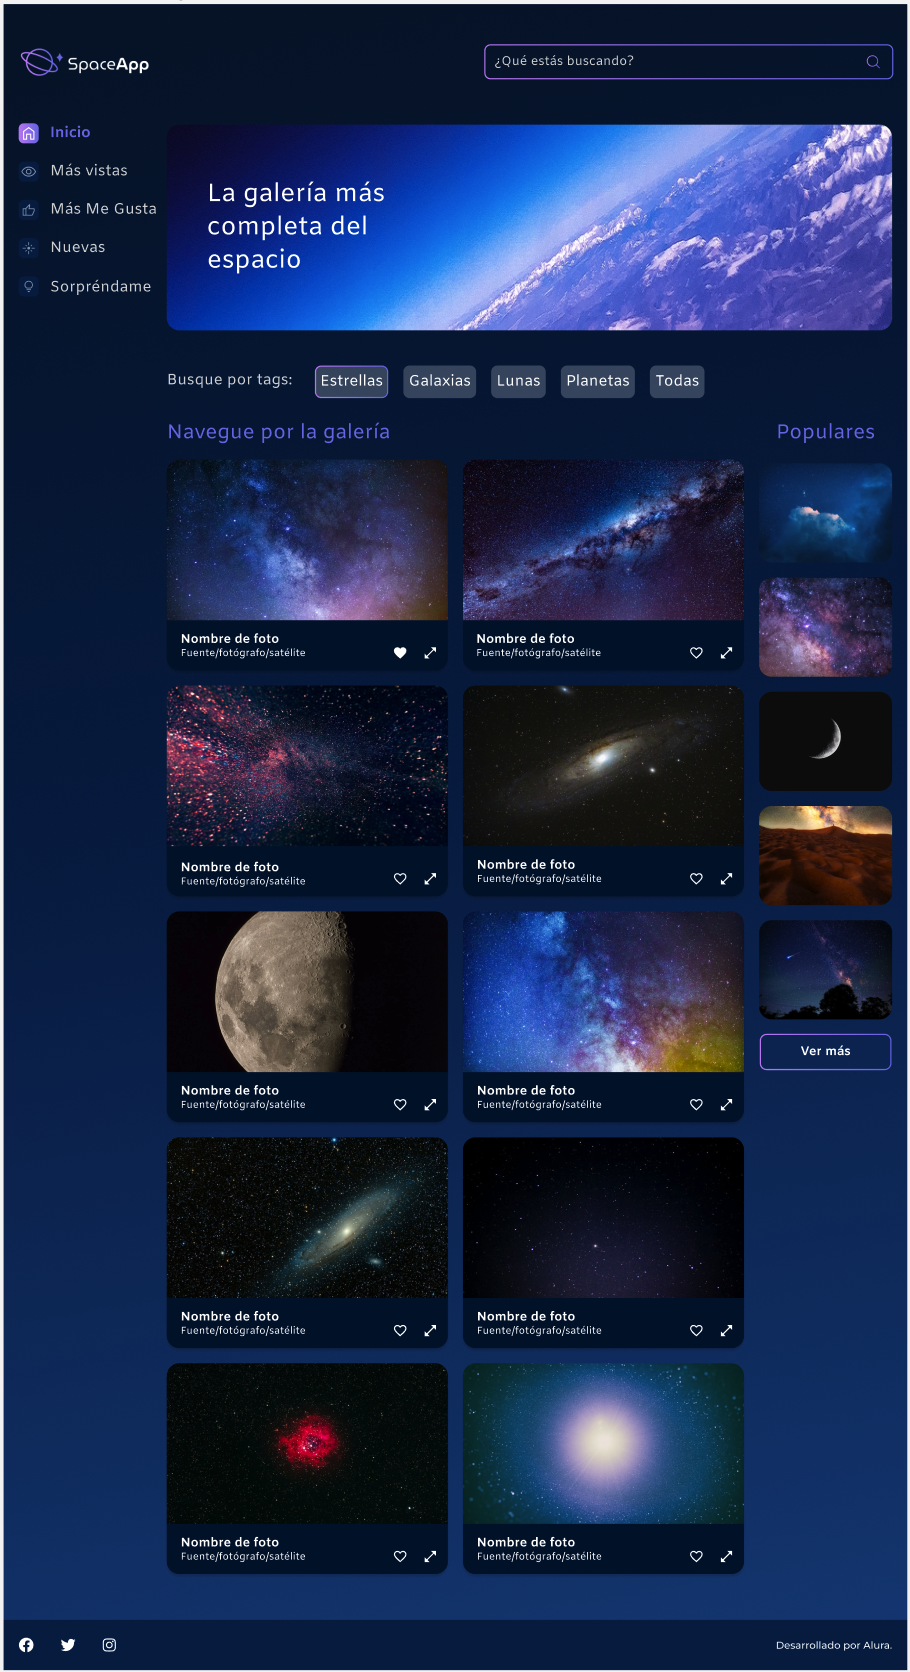 SpaceApp
¿Qué estás buscando?
Inicio
Más vistas
Más Me Gusta
Nuevas
Sorpréndame
La galería más
completa del
espacio
Busque por tags:
Estrellas
Galaxias
Lunas
Planetas
Todas
Navegue por la galería
Populares
Nombre de foto
Fuente/fotógrafo/satélite
Nombre de foto
Fuente/fotógrafo/satélite
Nombre de foto
Fuente/fotógrafo/satélite
Nombre de foto
Fuente/fotógrafo/satélite
Nombre de foto
Fuente/fotógrafo/satélite
Nombre de foto
Fuente/fotógrafo/satélite
Ver más
Nombre de foto
Fuente/fotógrafo/satélite
Nombre de foto
Fuente/fotógrafo/satélite
Nombre de foto
Fuente/fotógrafo/satélite
Nombre de foto
Fuente/fotógrafo/satélite
Desarrollado por Alura.